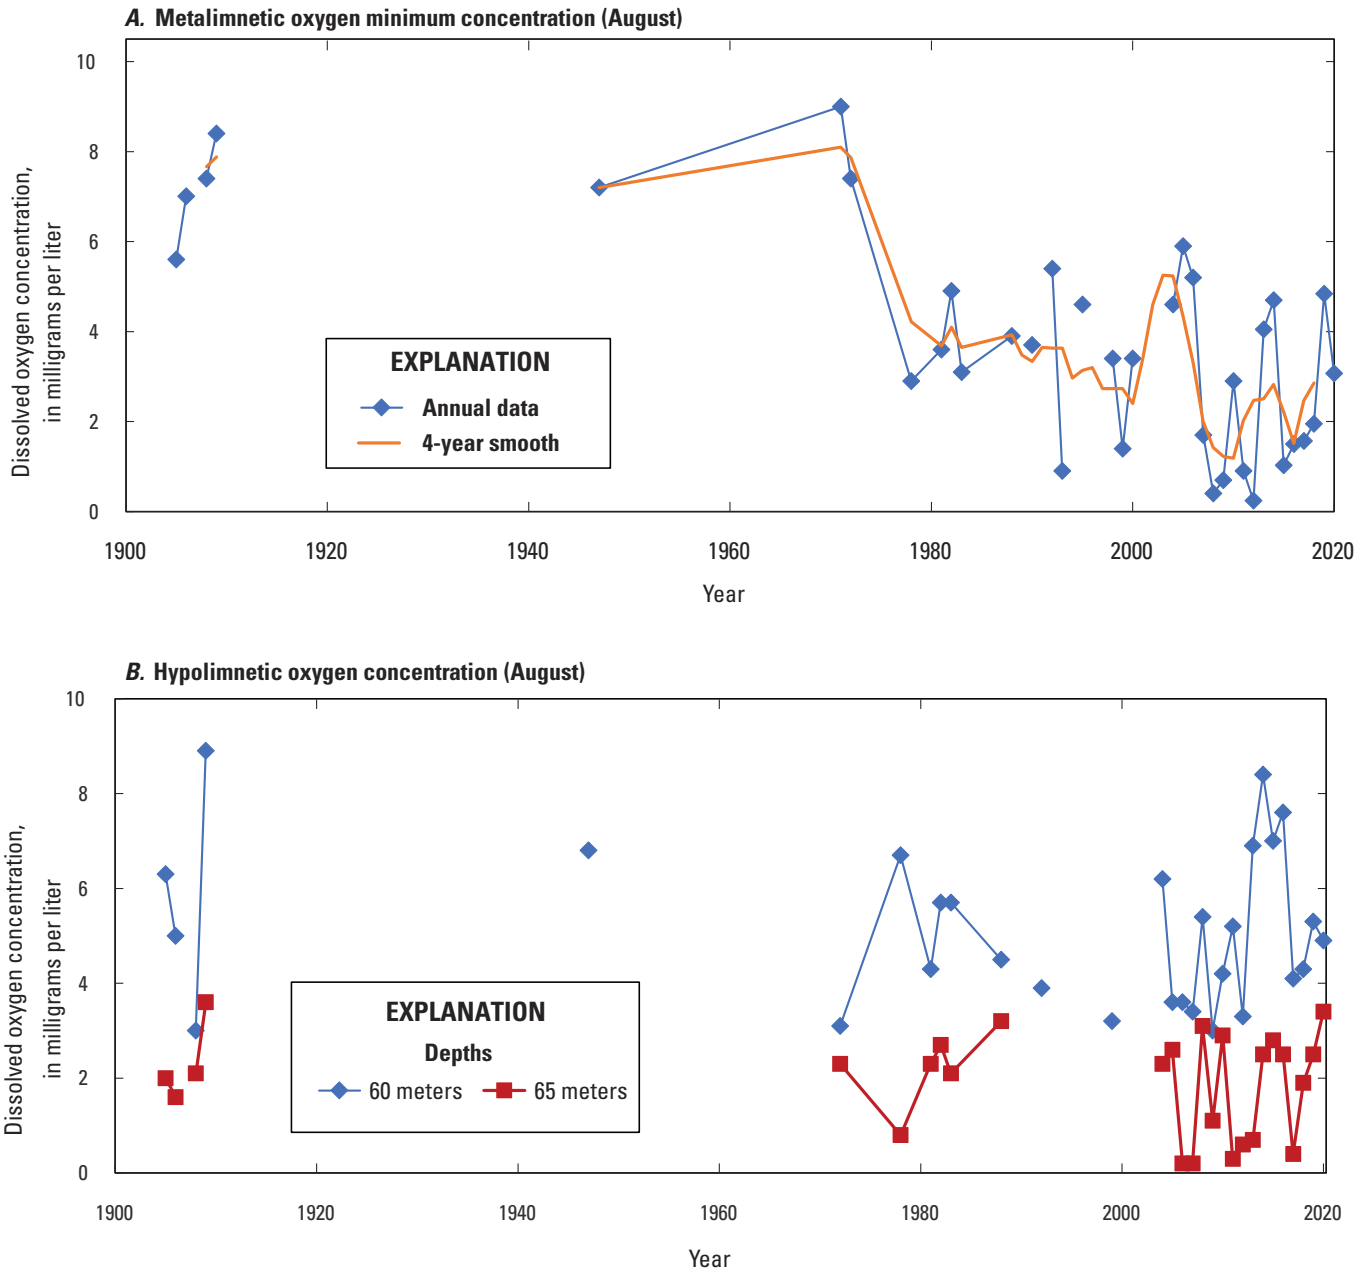 A. Metalimnetic oxygen minimum concentration (August)
Dissolved oxygen concentration,
in milligrams per liter
10
8
6
4
2
0
EXPLANATION
Annual data
4-year smooth
1900 1920 1940 1960 1980 2000 2020
Year
B. Hypolimnetic oxygen concentration (August)
Dissolved oxygen concentration,
in milligrams per liter
10
8
6
4
2
0
EXPLANATION
Depths
60 meters 65 meters
1900 1920 1940 1960 1980 2000 2020
Year